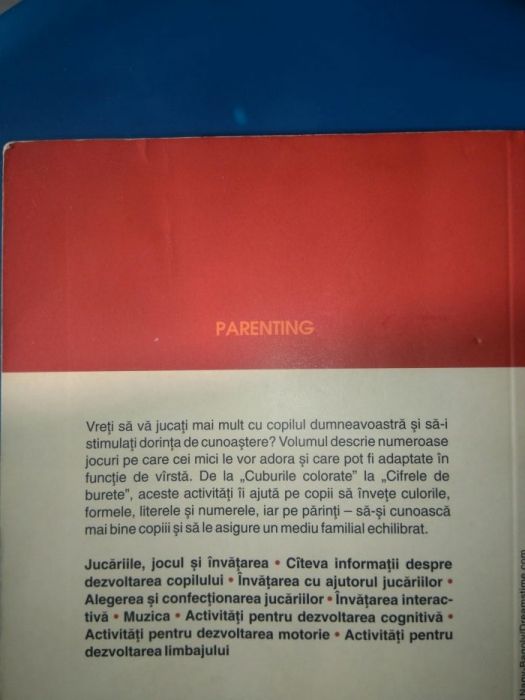 PARENTING
Vreți să vă jucați mai mult cu copilul dumneavoastră și să-i
stimulați dorința de cunoaștere? Volumul descrie numeroase
jocuri pe care cei mici le vor adora și care pot fi adaptate în
funcție de vîrstă. De la „Cuburile colorate” la „Cifrele de
burete”, aceste activități îi ajută pe copii să învețe culorile,
formele, literele și numerele, iar pe părinți – să-și cunoască
mai bine copiii și să le asigure un mediu familial echilibrat.
Jucăriile, jocul și învățarea • Cîteva informații despre
dezvoltarea copilului • Învățarea cu ajutorul jucăriilor •
Alegerea și confecționarea jucăriilor • Învățarea interac-
tivă • Muzica • Activități pentru dezvoltarea cognitivă •
Activități pentru dezvoltarea motorie • Activități pentru
dezvoltarea limbajului